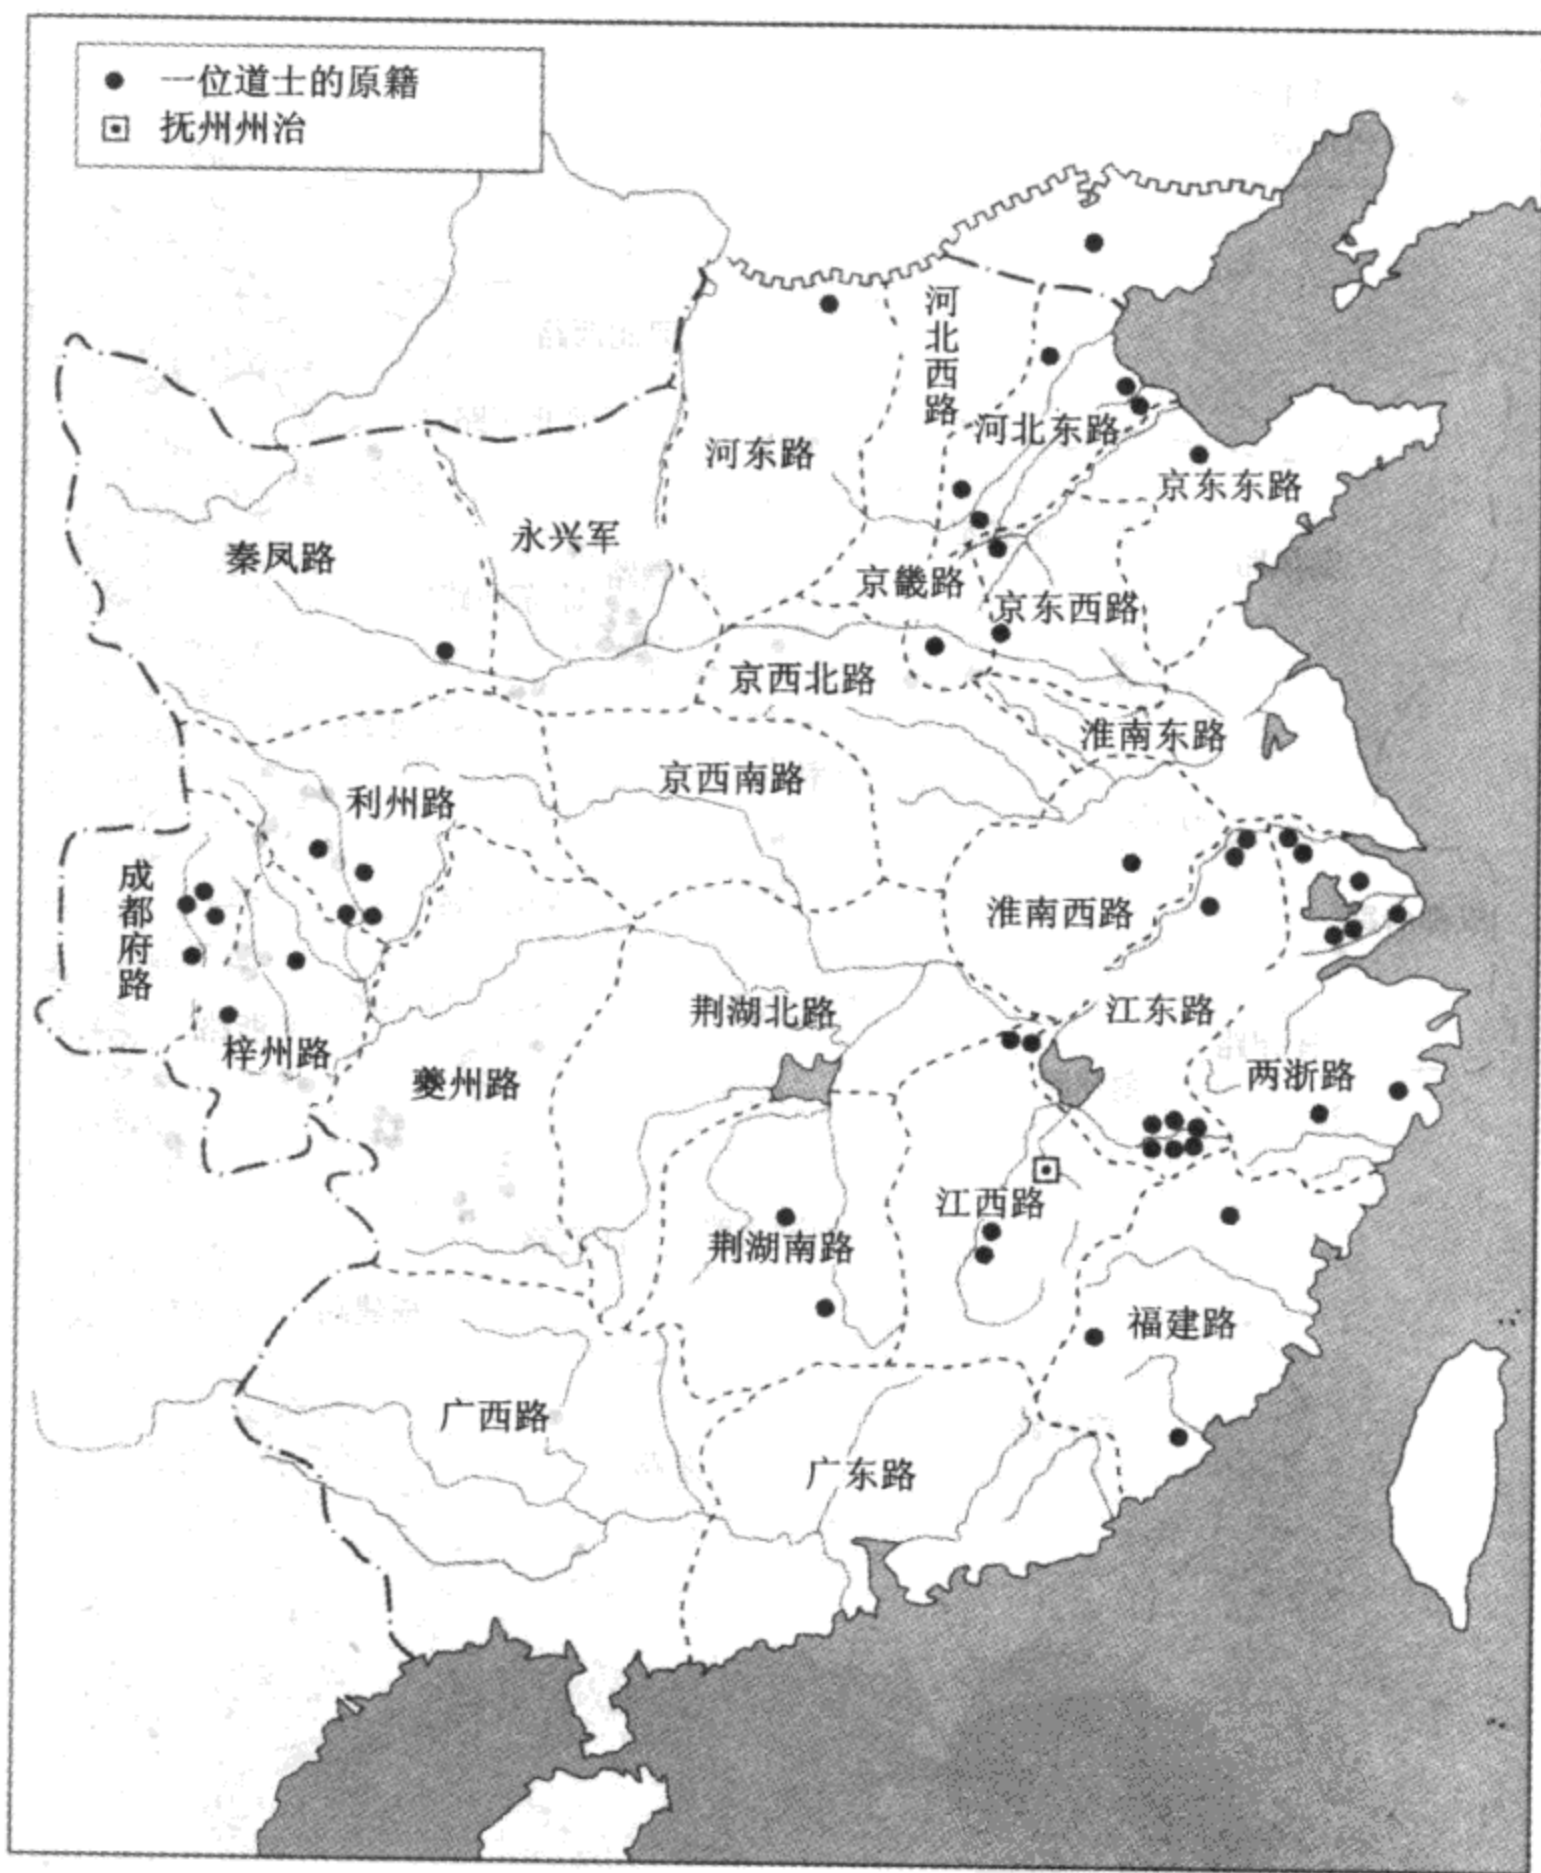 一位道士的原籍
抚州州治
河北西路
河东路
河北东路
京东东路
秦凤路
永兴军
京畿路
京东西路
京西北路
淮南东路
京西南路
利州路
成都府路
淮南西路
荆湖北路
江东路
梓州路
夔州路
两浙路
江西路
荆湖南路
福建路
广西路
广东路